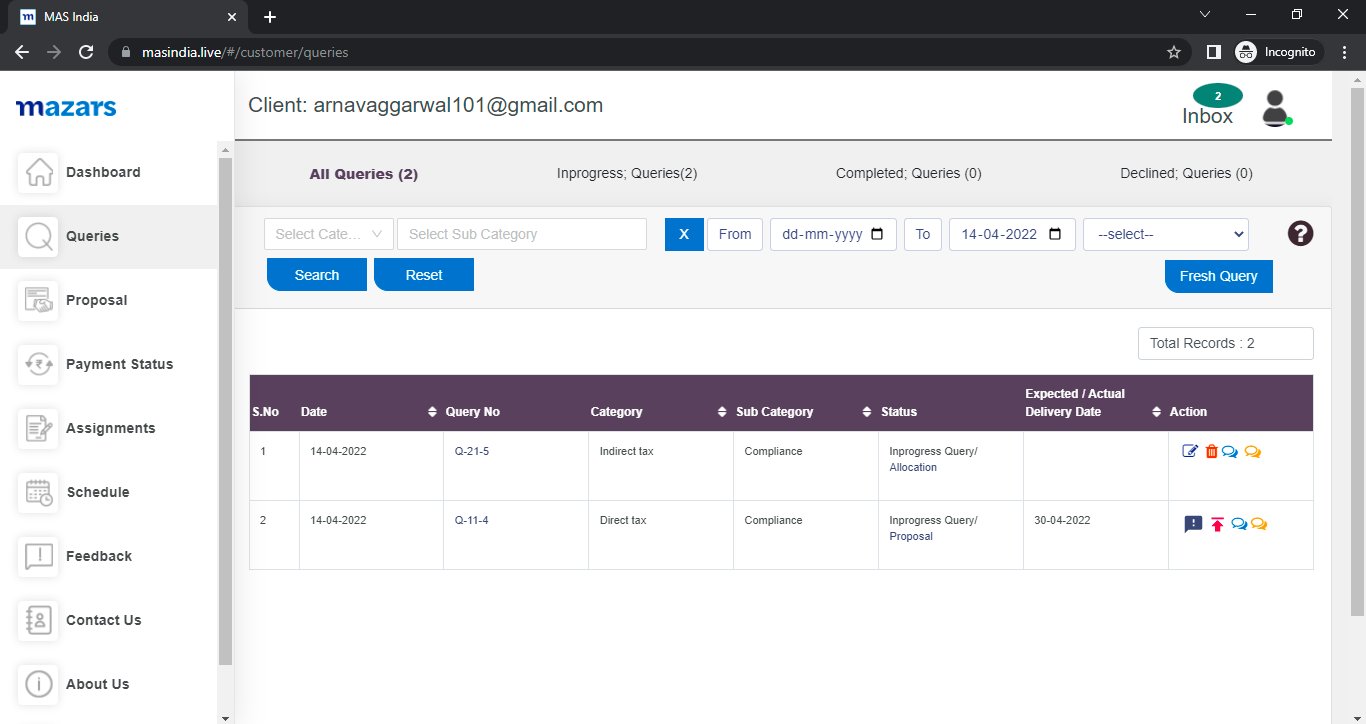 m MAS India
masindia.live/#/customer/queries
Incognito
mazars
Client: arnavaggarwal101@gmail.com
2
Inbox
Dashboard
Queries
Proposal
Payment Status
Assignments
Schedule
Feedback
Contact Us
About Us
All Queries (2) Inprogress; Queries(2) Completed; Queries (0) Declined; Queries (0)
Select Cate... Select Sub Category X From dd-mm-yyyy To 14-04-2022 --select-- ?
Search Reset Fresh Query
Total Records : 2
S.No Date Query No Category Sub Category Status Expected / Actual Delivery Date Action
1 14-04-2022 Q-21-5 Indirect tax Compliance Inprogress Query/
Allocation
2 14-04-2022 Q-11-4 Direct tax Compliance Inprogress Query/ 30-04-2022
Proposal